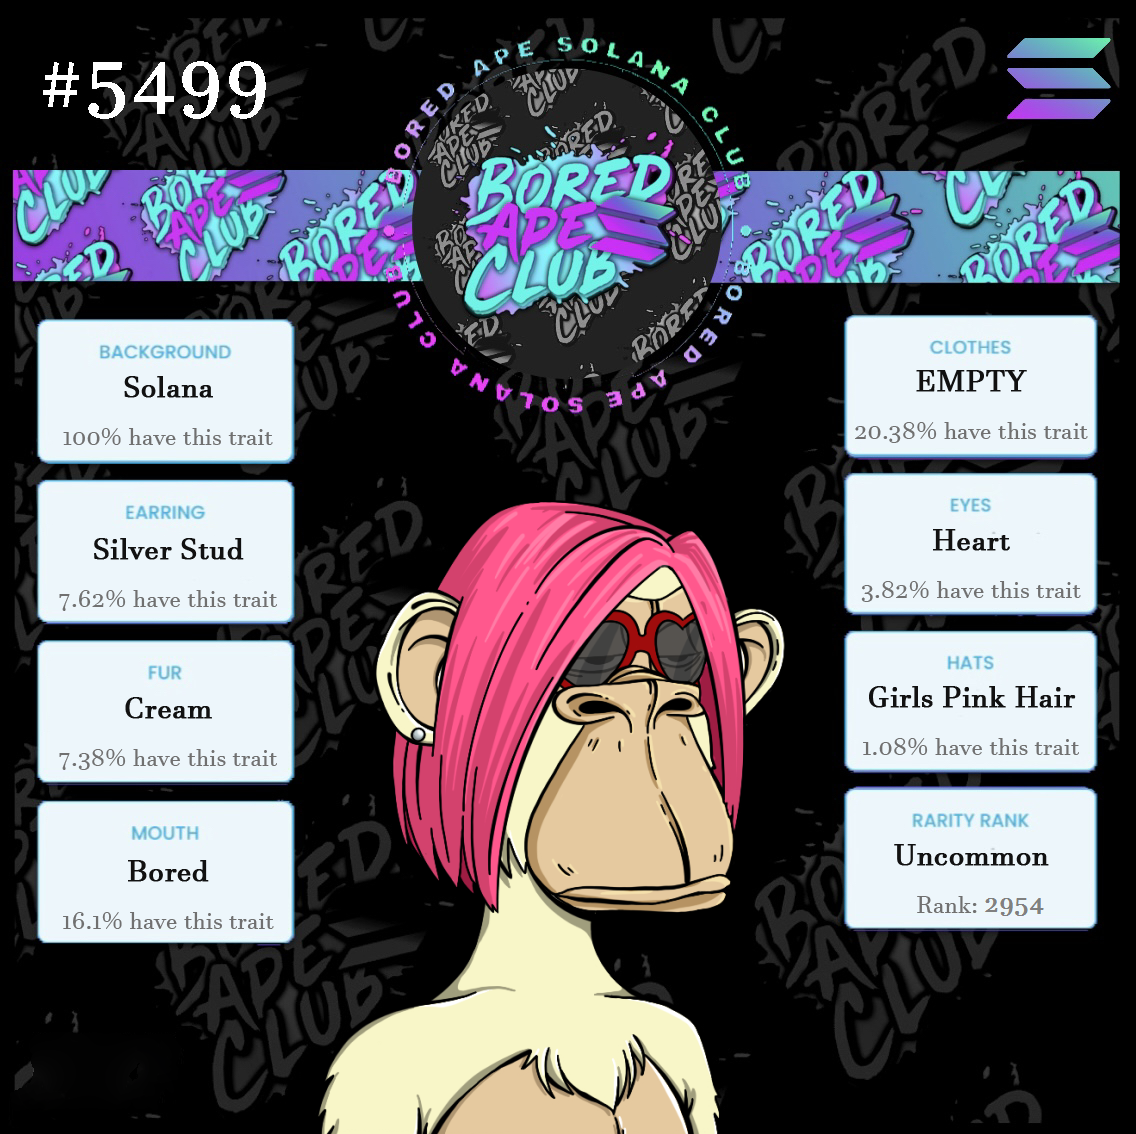 #5499
BORED APE SOLANA CLUB
BORED APE SOLANA CLUB
BORED
APE
CLUB
BACKGROUND
Solana
100% have this trait
EARRING
Silver Stud
7.62% have this trait
FUR
Cream
7.38% have this trait
MOUTH
Bored
16.1% have this trait
CLOTHES
EMPTY
20.38% have this trait
EYES
Heart
3.82% have this trait
HATS
Girls Pink Hair
1.08% have this trait
RARITY RANK
Uncommon
Rank: 2954